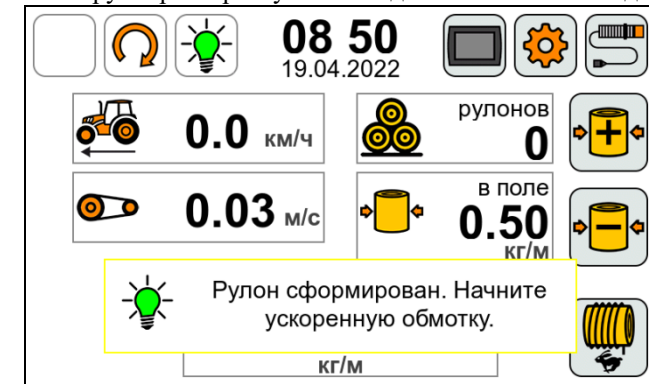 08 50
19.04.2022
0.0 км/ч
рулонов
0
0.03 м/с
в поле
0.50
кг/м
Рулон сформирован. Начните
ускоренную обмотку.
кг/м